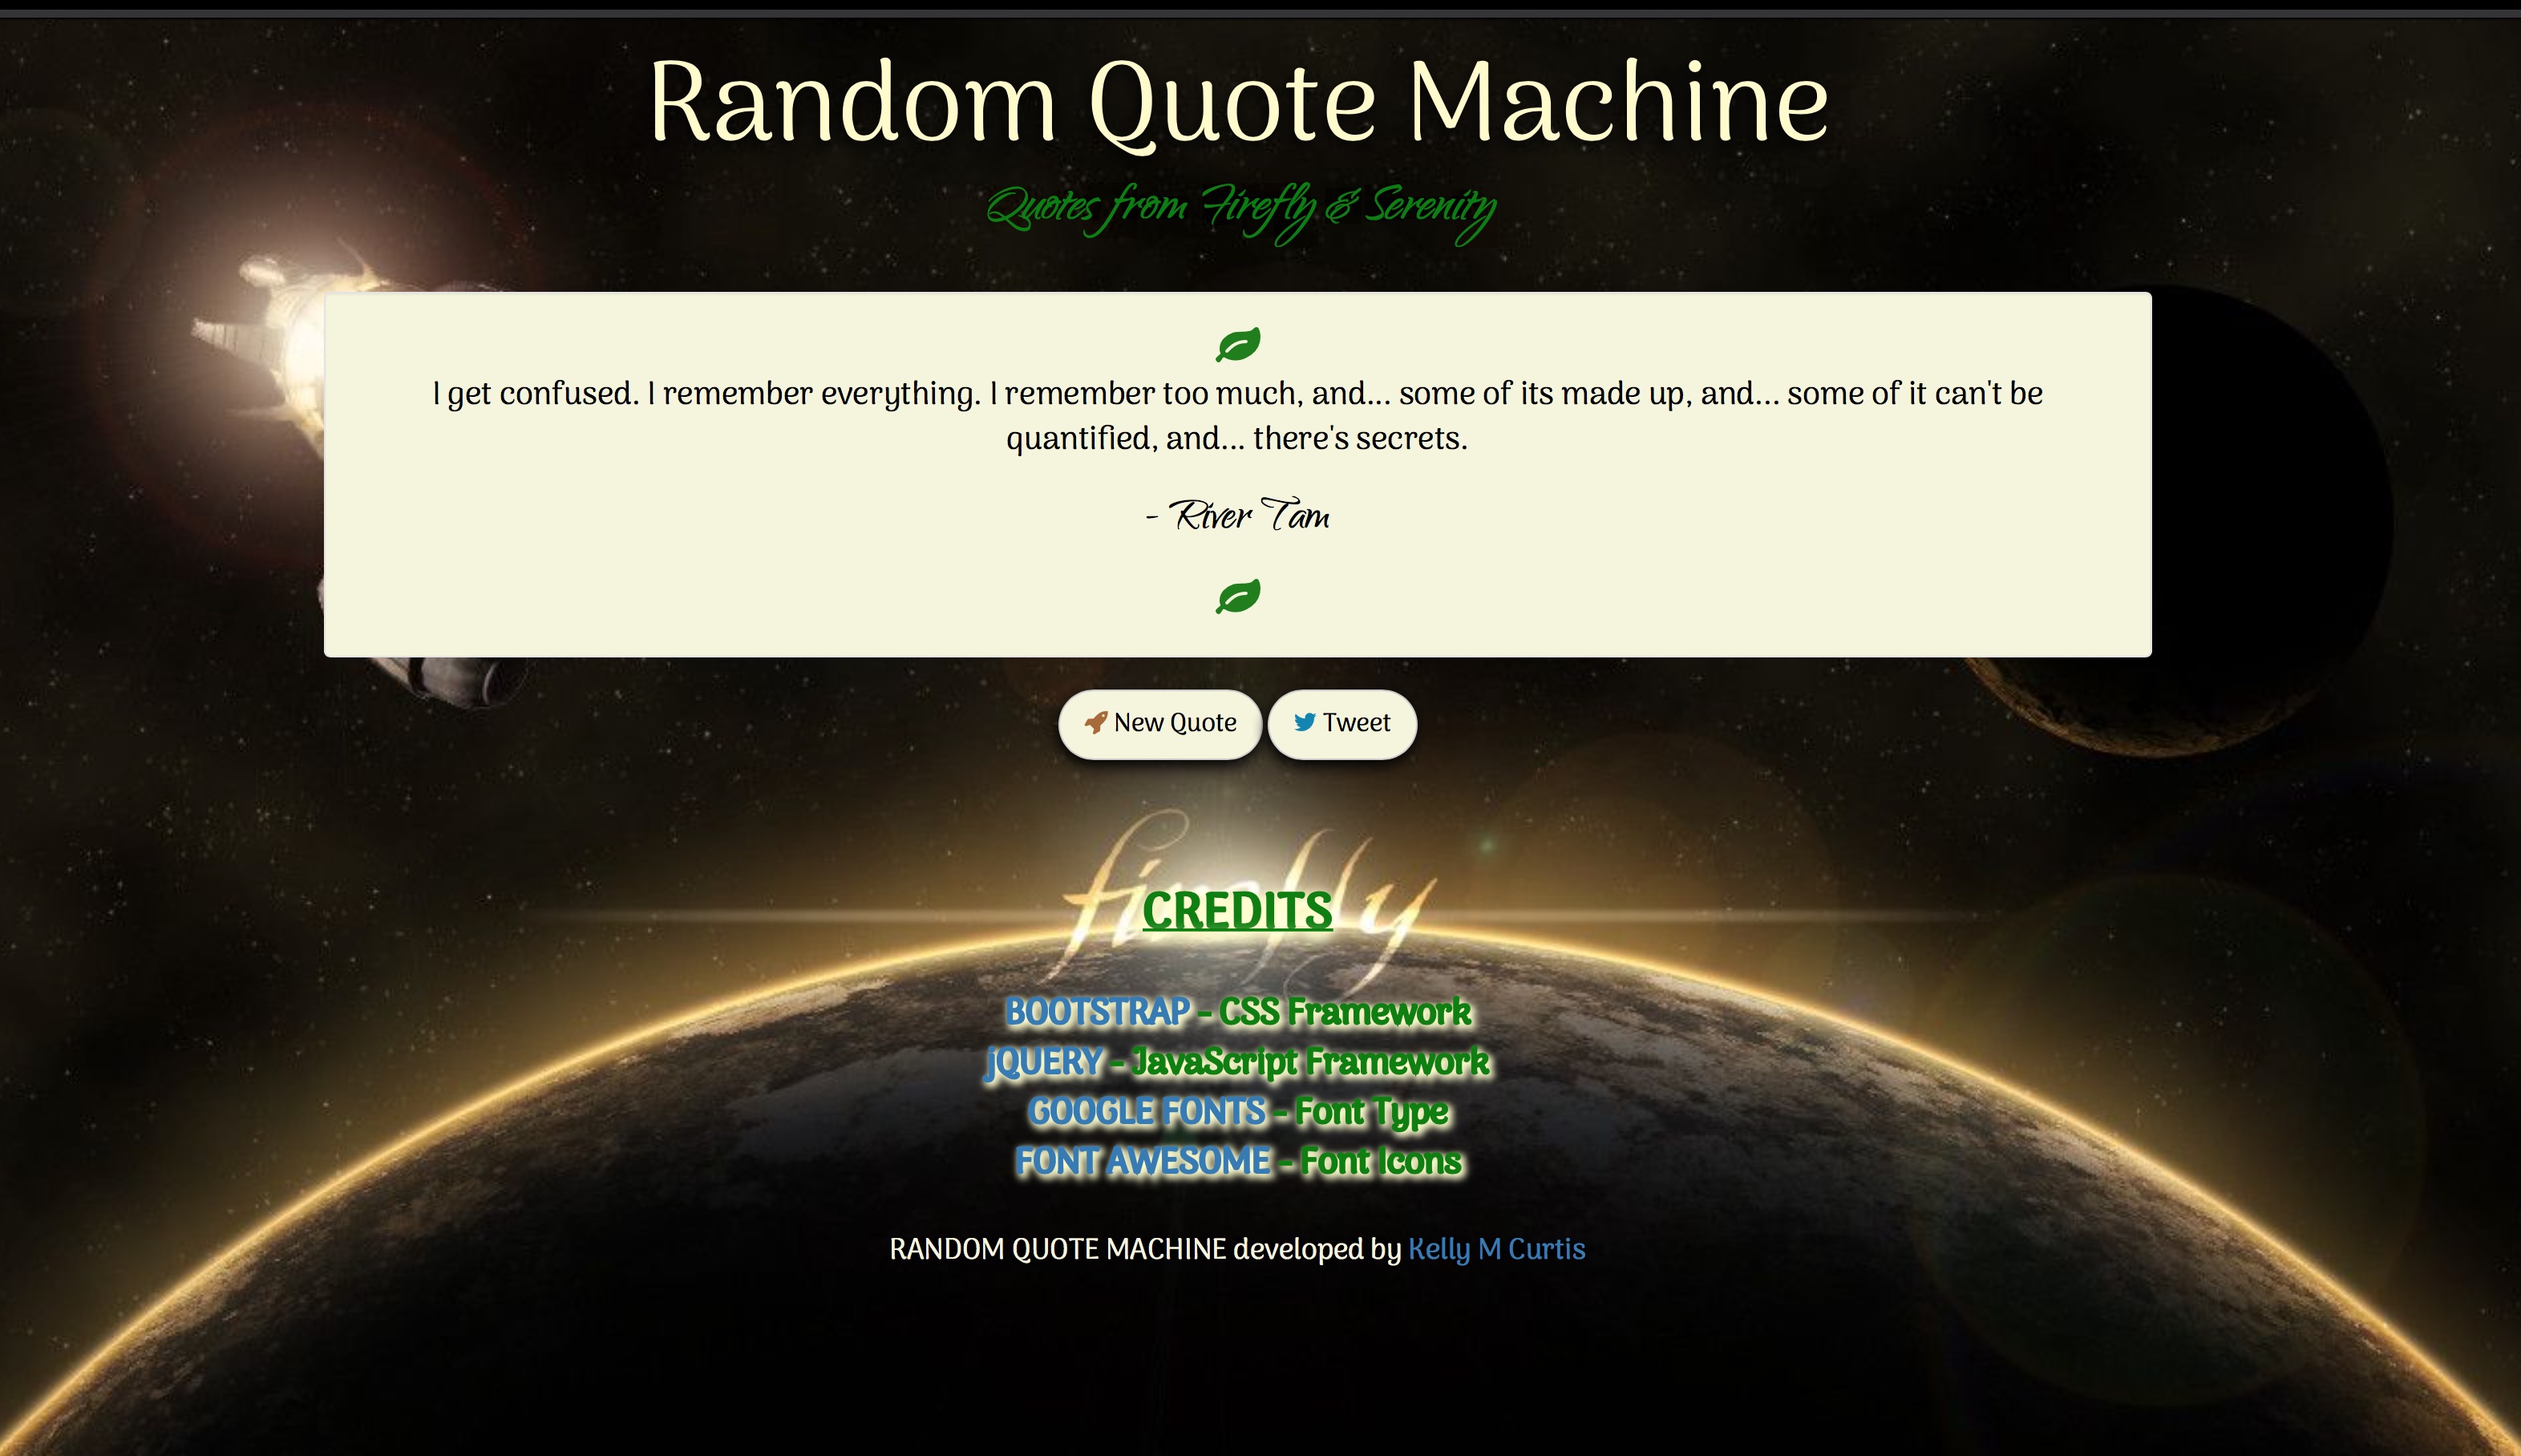 Random Quote Machine
Quotes from Firefly & Serenity
I get confused. I remember everything. I remember too much, and... some of its made up, and... some of it can't be
quantified, and... there's secrets.
- River Tam
New Quote Tweet
firefly
CREDITS
BOOTSTRAP - CSS Framework
jQUERY - JavaScript Framework
GOOGLE FONTS - Font Type
FONT AWESOME - Font Icons
RANDOM QUOTE MACHINE developed by Kelly M Curtis